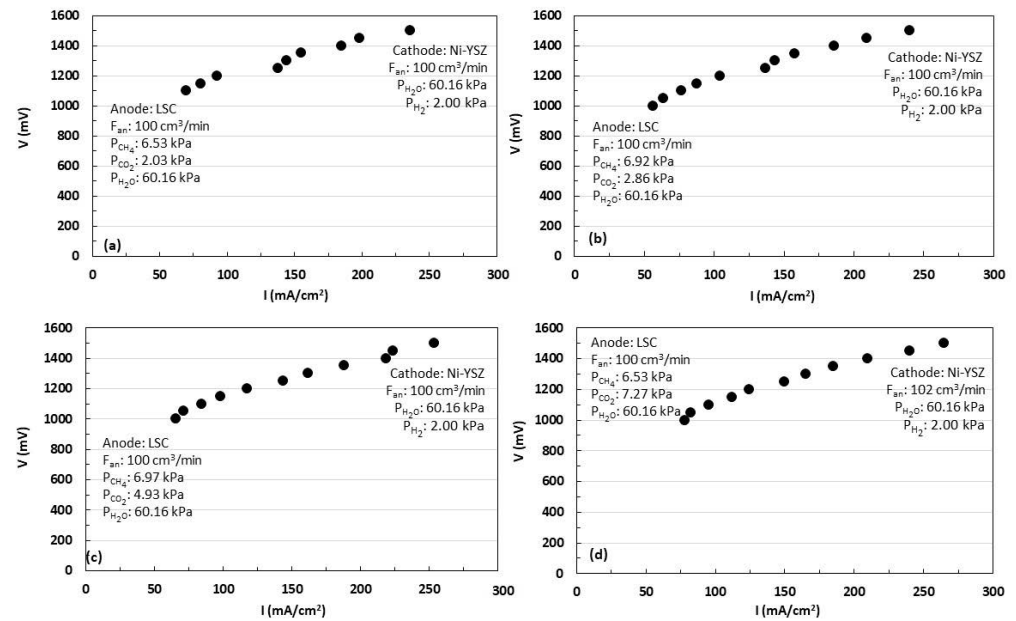 V (mV)
1600
1400
1200
1000
800
600
400
200
0
Cathode: Ni-YSZ
Fan: 100 cm³/min
PH₂O: 60.16 kPa
PH₂: 2.00 kPa
Anode: LSC
Fan: 100 cm³/min
PCH₄: 6.53 kPa
PCO₂: 2.03 kPa
PH₂O: 60.16 kPa
(a)
0 50 100 150 200 250 300
I (mA/cm²)
V (mV)
1600
1400
1200
1000
800
600
400
200
0
Cathode: Ni-YSZ
Fan: 100 cm³/min
PH₂O: 60.16 kPa
PH₂: 2.00 kPa
Anode: LSC
Fan: 100 cm³/min
PCH₄: 6.92 kPa
PCO₂: 2.86 kPa
PH₂O: 60.16 kPa
(b)
0 50 100 150 200 250 300
I (mA/cm²)
V (mV)
1600
1400
1200
1000
800
600
400
200
0
Cathode: Ni-YSZ
Fan: 100 cm³/min
PH₂O: 60.16 kPa
PH₂: 2.00 kPa
Anode: LSC
Fan: 100 cm³/min
PCH₄: 6.97 kPa
PCO₂: 4.93 kPa
PH₂O: 60.16 kPa
(c)
0 50 100 150 200 250 300
I (mA/cm²)
V (mV)
1600
1400
1200
1000
800
600
400
200
0
Anode: LSC
Fan: 100 cm³/min
PCH₄: 6.53 kPa
PCO₂: 7.27 kPa
PH₂O: 60.16 kPa
Cathode: Ni-YSZ
Fan: 102 cm³/min
PH₂O: 60.16 kPa
PH₂: 2.00 kPa
(d)
0 50 100 150 200 250 300
I (mA/cm²)